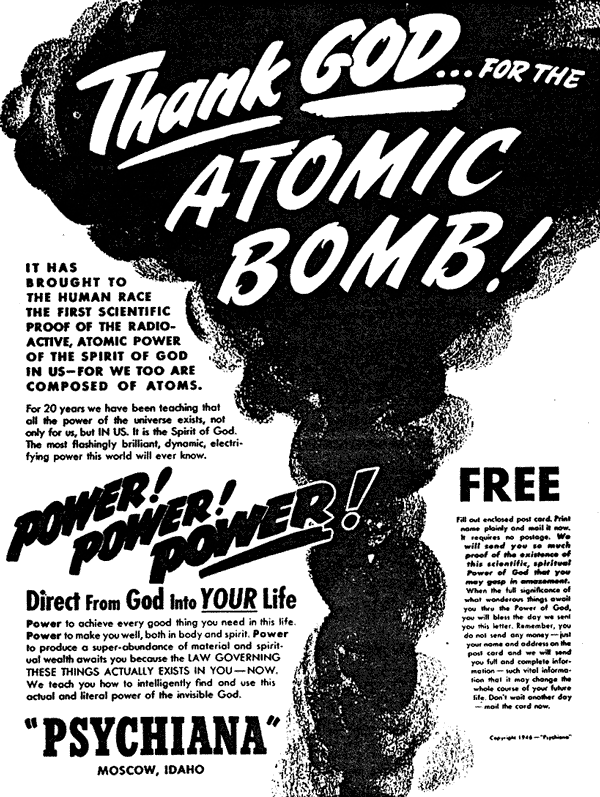 Thank GOD...FOR THE
ATOMIC
BOMB!
IT HAS
BROUGHT TO
THE HUMAN RACE
THE FIRST SCIENTIFIC
PROOF OF THE RADIO-
ACTIVE, ATOMIC POWER
OF THE SPIRIT OF GOD
IN US—FOR WE TOO ARE
COMPOSED OF ATOMS.
For 20 years we have been teaching that
all the power of the universe exists, not
only for us, but IN US. It is the Spirit of God.
The most flashingly brilliant, dynamic, electri-
fying power this world will ever know.
POWER!
POWER!
POWER!
Direct From God Into YOUR Life
Power to achieve every good thing you need in this life.
Power to make you well, both in body and spirit. Power
to produce a super-abundance of material and spirit-
ual wealth awaits you because the LAW GOVERNING
THESE THINGS ACTUALLY EXISTS IN YOU—NOW.
We teach you how to intelligently find and use this
actual and literal power of the invisible God.
"PSYCHIANA"
MOSCOW, IDAHO
FREE
Fill out enclosed post card. Print
name plainly and mail it now.
It requires no postage. We
will send you so much
proof of the existence of
this scientific, spiritual
Power of God that you
may gasp in amazement.
When the full significance of
what wonderous things await
you thru the Power of God,
you will bless the day we sent
you this letter. Remember, you
do not send any money—just
your name and address on the
post card and we will send
you full and complete infor-
mation—such vital informa-
tion that it may change the
whole course of your future
life. Don't wait another day
—mail the card now.
Copyright 1946—"Psychiana"